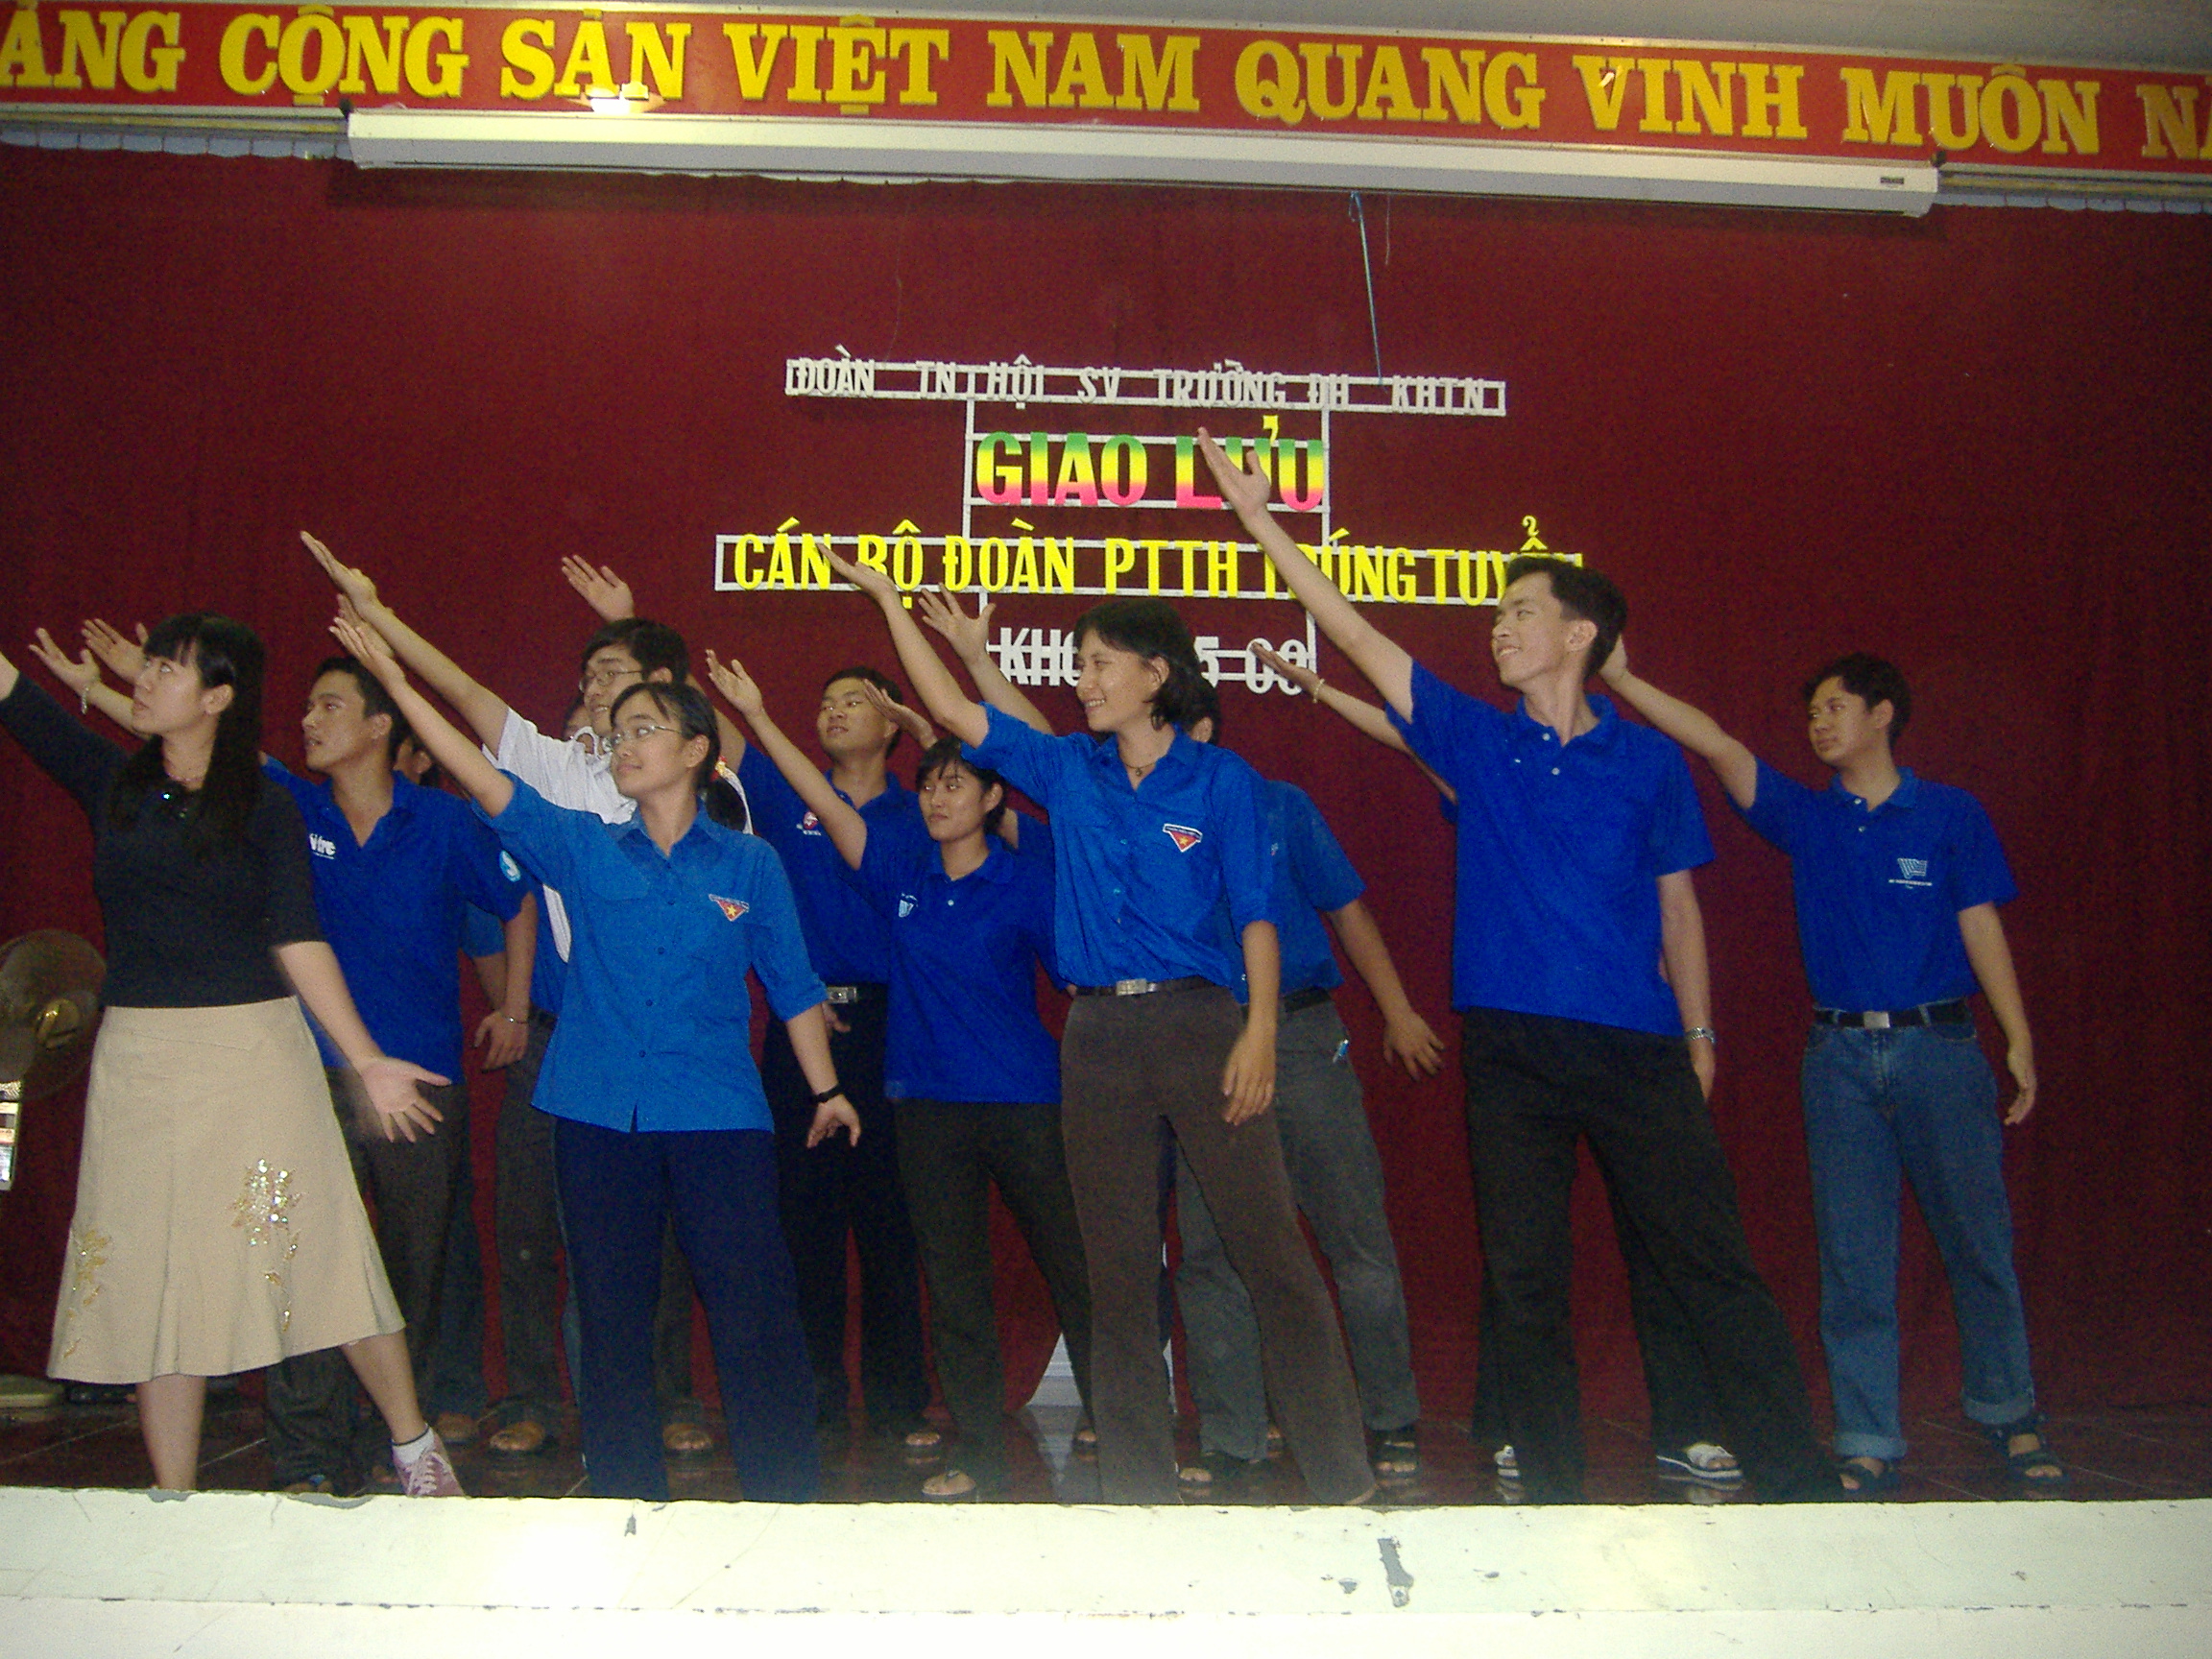 ẢNG CỘNG SẢN VIỆT NAM QUANG VINH MUÔN
ĐOÀN TN HỘI SV TRƯỜNG ĐH KHTN
GIAO LƯU
CÁN BỘ ĐOÀN PTTH TRÚNG TUYỂN